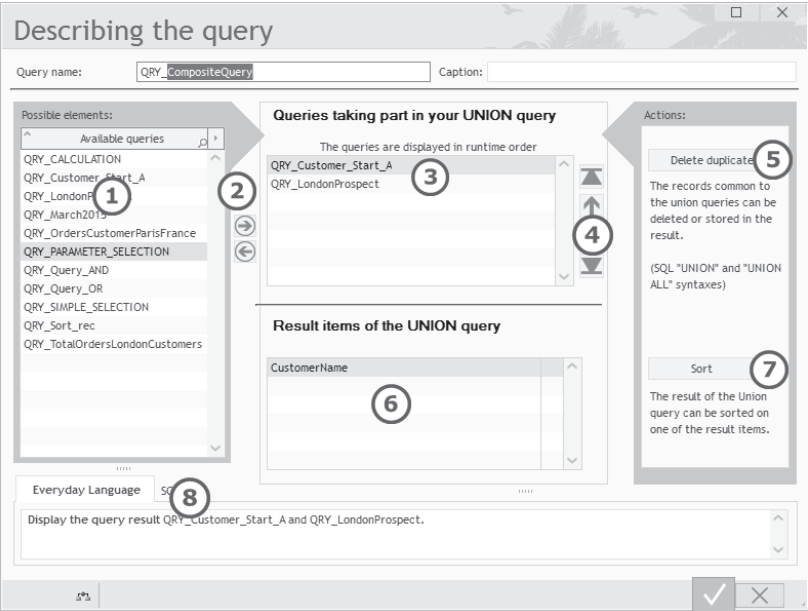 Describing the query
Query name:
QRY_CompositeQuery
Caption:
Possible elements:
Available queries
QRY_CALCULATION
QRY_Customer_Start_A
1
QRY_March2015
QRY_OrdersCustomerParisFrance
QRY_PARAMETER_SELECTION
QRY_Query_AND
QRY_Query_OR
QRY_SIMPLE_SELECTION
QRY_Sort_rec
QRY_TotalOrdersLondonCustomers
2
Queries taking part in your UNION query
The queries are displayed in runtime order
QRY_Customer_Start_A
QRY_LondonProspect
3
4
Result items of the UNION query
CustomerName
6
Actions:
Delete duplicate
5
The records common to
the union queries can be
deleted or stored in the
result.
(SQL "UNION" and "UNION
ALL" syntaxes)
Sort
7
The result of the Union
query can be sorted on
one of the result items.
Everyday Language
8
Display the query result QRY_Customer_Start_A and QRY_LondonProspect.